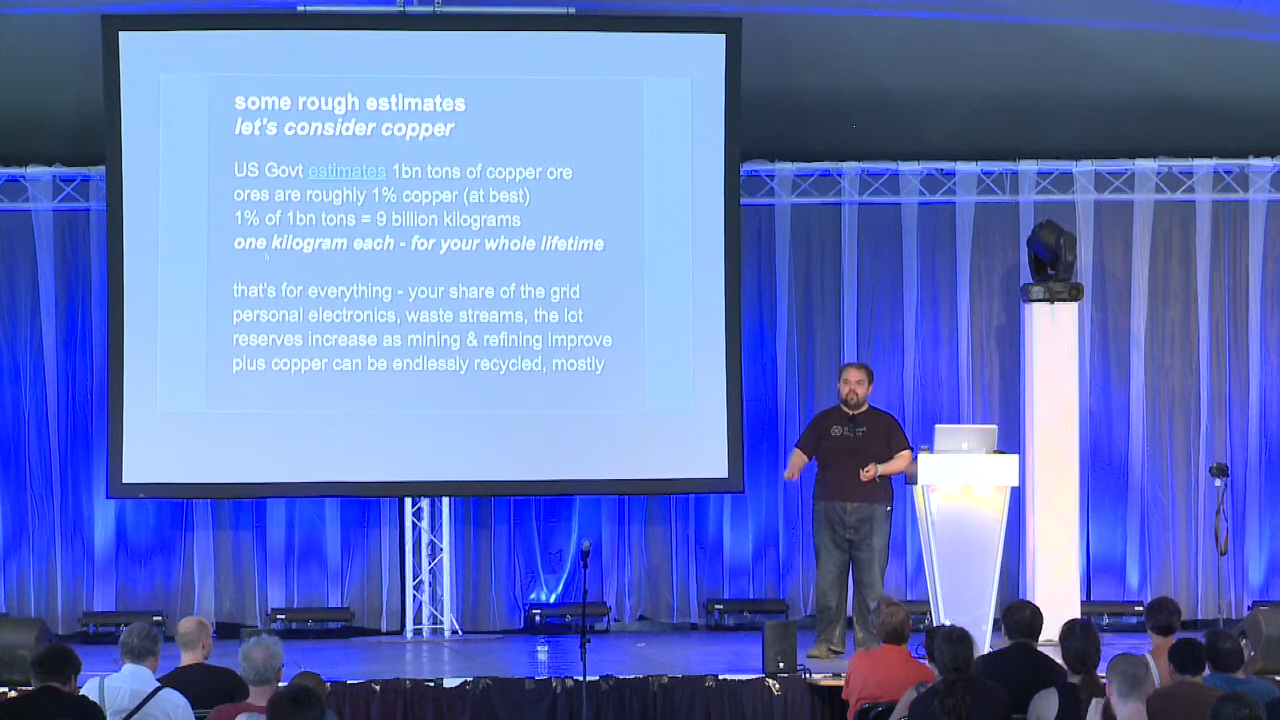 some rough estimates
let's consider copper
US Govt estimates 1bn tons of copper ore
ores are roughly 1% copper (at best)
1% of 1bn tons = 9 billion kilograms
one kilogram each - for your whole lifetime
that's for everything - your share of the grid
personal electronics, waste streams, the lot
reserves increase as mining & refining improve
plus copper can be endlessly recycled, mostly